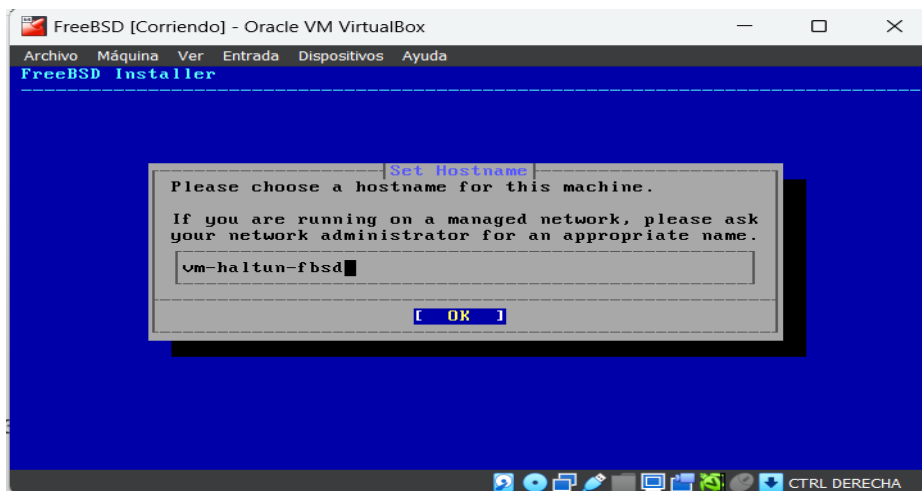 FreeBSD [Corriendo] - Oracle VM VirtualBox
Archivo Máquina Ver Entrada Dispositivos Ayuda
FreeBSD Installer
Set Hostname
Please choose a hostname for this machine.
If you are running on a managed network, please ask
your network administrator for an appropriate name.
vm-haltun-fbsd
[ OK ]
CTRL DERECHA